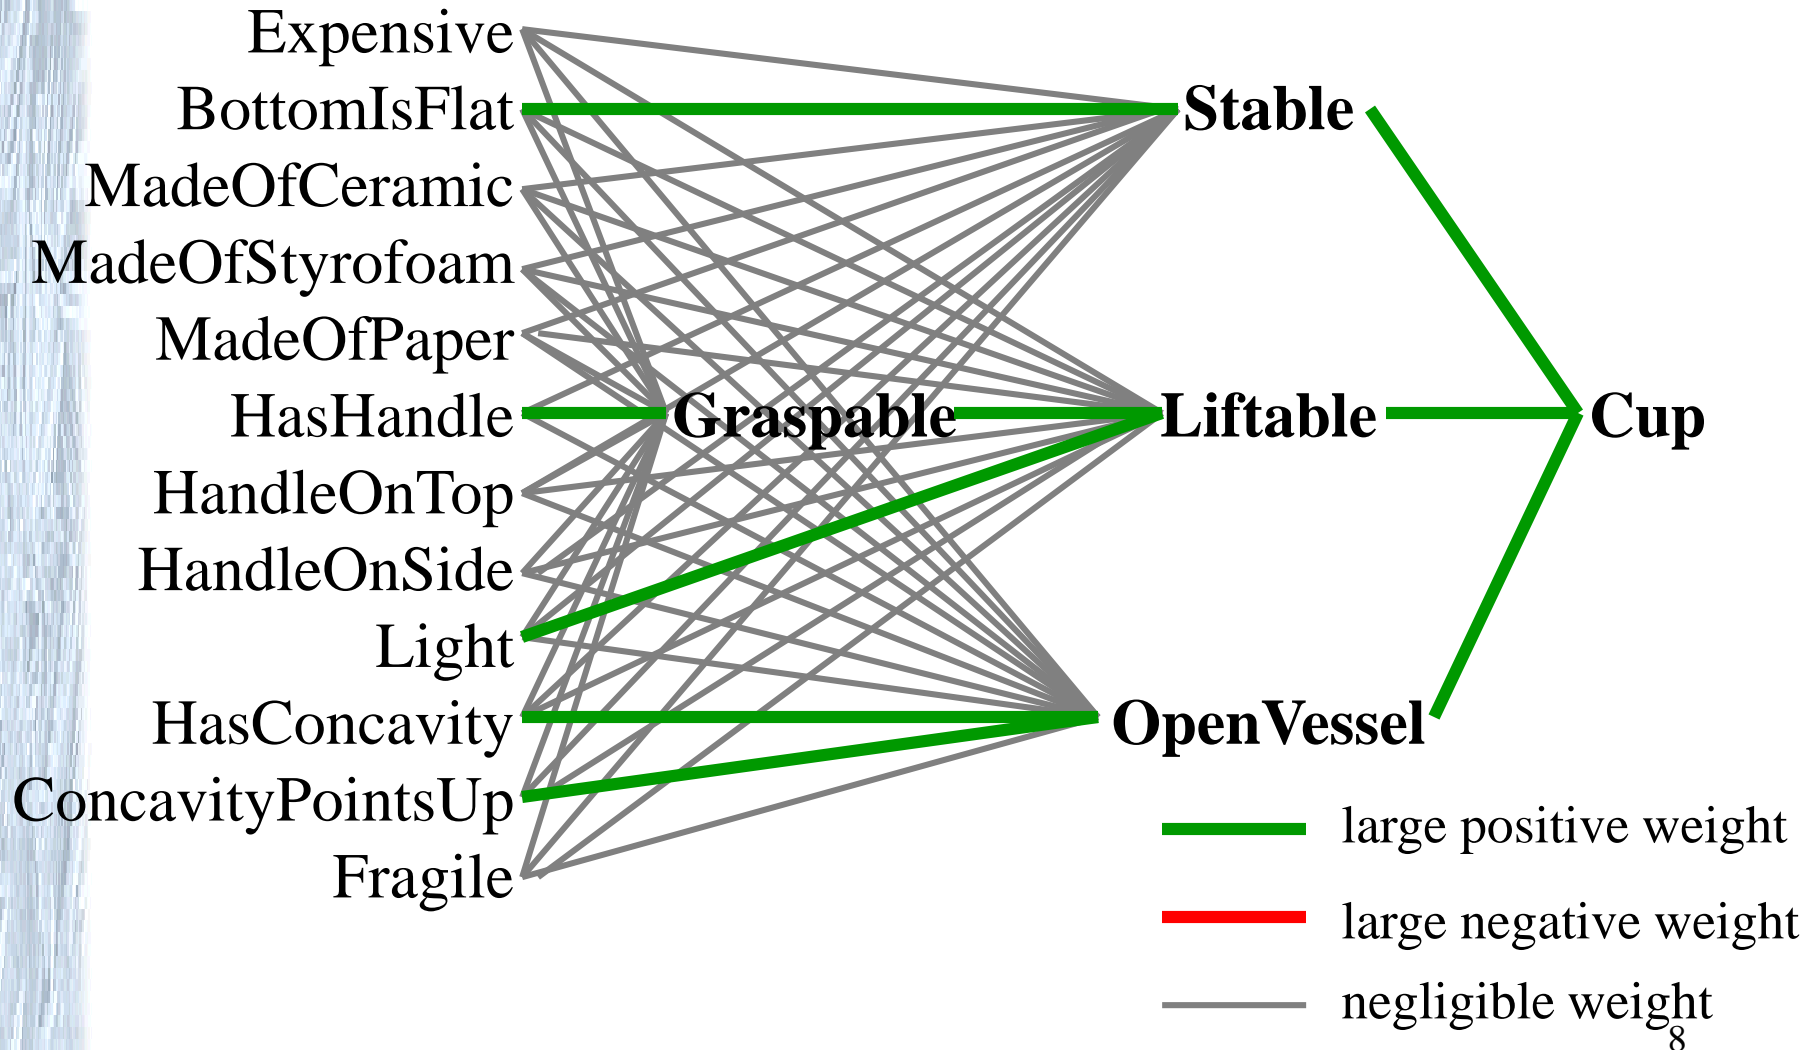 Expensive
BottomIsFlat
MadeOfCeramic
MadeOfStyrofoam
MadeOfPaper
HasHandle
HandleOnTop
HandleOnSide
Light
HasConcavity
ConcavityPointsUp
Fragile
Graspable
Stable
Liftable
OpenVessel
Cup
large positive weight
large negative weight
negligible weight
8